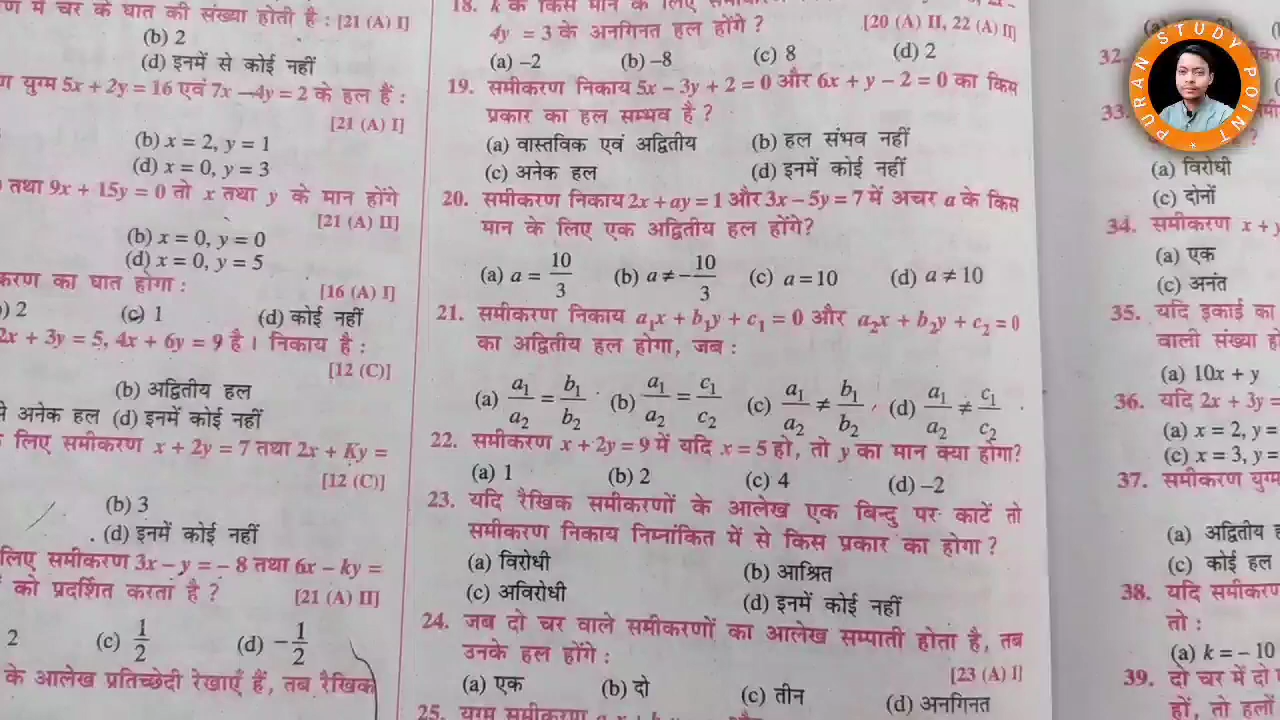 ण में चर के घात की संख्या होती है : [21 (A) I]
(b) 2
(d) इनमें से कोई नहीं
युग्म 5x + 2y = 16 एवं 7x –4y = 2 के हल हैं :
[21 (A) I]
(b) x = 2, y = 1
(d) x = 0, y = 3
तथा 9x + 15y = 0 तो x तथा y के मान होंगे
[21 (A) II]
(b) x = 0, y = 0
(d) x = 0, y = 5
करण का घात होगा :
[16 (A) I]
) 2 (c) 1 (d) कोई नहीं
2x + 3y = 5, 4x + 6y = 9 है। निकाय है :
[12 (C)]
(b) अद्वितीय हल
से अनेक हल (d) इनमें कोई नहीं
लिए समीकरण x + 2y = 7 तथा 2x + Ky =
[12 (C)]
(b) 3
(d) इनमें कोई नहीं
लिए समीकरण 3x – y = – 8 तथा 6x – ky =
को प्रदर्शित करता है ? [21 (A) II]
2 (c) 1/2 (d) –1/2
के आलेख प्रतिच्छेदी रेखाएँ हैं, तब रैखिक
18. k के किस मान के लिए
4y = 3 के अनगिनत हल होंगे ? [20 (A) II, 22 (A) II]
(a) –2 (b) –8 (c) 8 (d) 2
19. समीकरण निकाय 5x – 3y + 2 = 0 और 6x + y – 2 = 0 का किस
प्रकार का हल सम्भव है ?
(a) वास्तविक एवं अद्वितीय (b) हल संभव नहीं
(c) अनेक हल (d) इनमें कोई नहीं
20. समीकरण निकाय 2x + ay = 1 और 3x – 5y = 7 में अचर a के किस
मान के लिए एक अद्वितीय हल होंगे?
(a) a = 10/3 (b) a ≠ –10/3 (c) a = 10 (d) a ≠ 10
21. समीकरण निकाय a₁x + b₁y + c₁ = 0 और a₂x + b₂y + c₂ = 0
का अद्वितीय हल होगा, जब :
(a) a₁/a₂ = b₁/b₂ (b) a₁/a₂ = c₁/c₂ (c) a₁/a₂ ≠ b₁/b₂ (d) a₁/a₂ ≠ c₁/c₂
22. समीकरण x + 2y = 9 में यदि x = 5 हो, तो y का मान क्या होगा?
(a) 1 (b) 2 (c) 4 (d) –2
23. यदि रैखिक समीकरणों के आलेख एक बिन्दु पर काटें तो
समीकरण निकाय निम्नांकित में से किस प्रकार का होगा ?
(a) विरोधी (b) आश्रित
(c) अविरोधी (d) इनमें कोई नहीं
24. जब दो चर वाले समीकरणों का आलेख सम्पाती होता है, तब
उनके हल होंगे : [23 (A) I]
(a) एक (b) दो (c) तीन (d) अनगिनत
25. युग्म समीकरण
PURAN STUDY POINT
32.
33.
(a) विरोधी
(c) दोनों
34. समीकरण x + y
(a) एक
(c) अनंत
35. यदि इकाई का
वाली संख्या
(a) 10x + y
36. यदि 2x + 3y =
(a) x = 2, y =
(c) x = 3, y =
37. समीकरण युग्म
(a) अद्वितीय
(c) कोई हल
38. यदि समीकरण
तो :
(a) k = – 10
39. दो चर में दो
हों, तो हलों